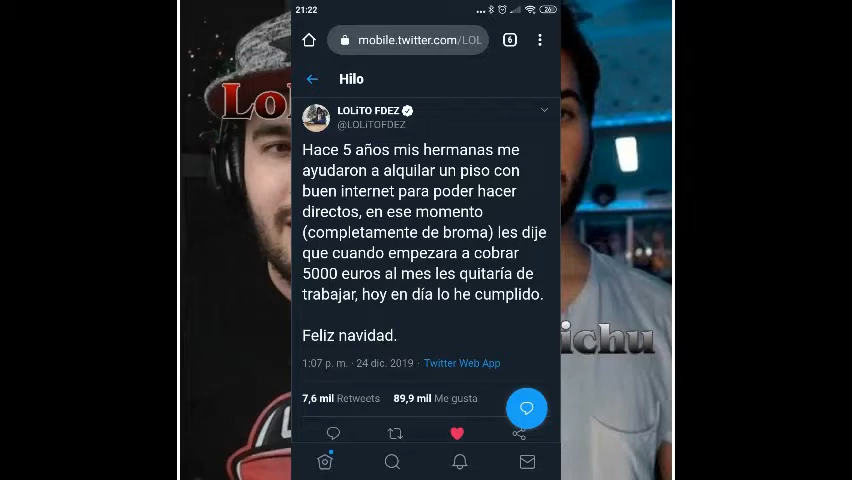 21:22
26
mobile.twitter.com/LOL
6
Hilo
LOLiTO FDEZ
@LOLiTOFDEZ
Hace 5 años mis hermanas me
ayudaron a alquilar un piso con
buen internet para poder hacer
directos, en ese momento
(completamente de broma) les dije
que cuando empezara a cobrar
5000 euros al mes les quitaría de
trabajar, hoy en día lo he cumplido.
Feliz navidad.
1:07 p. m. · 24 dic. 2019 · Twitter Web App
7,6 mil Retweets 89,9 mil Me gusta